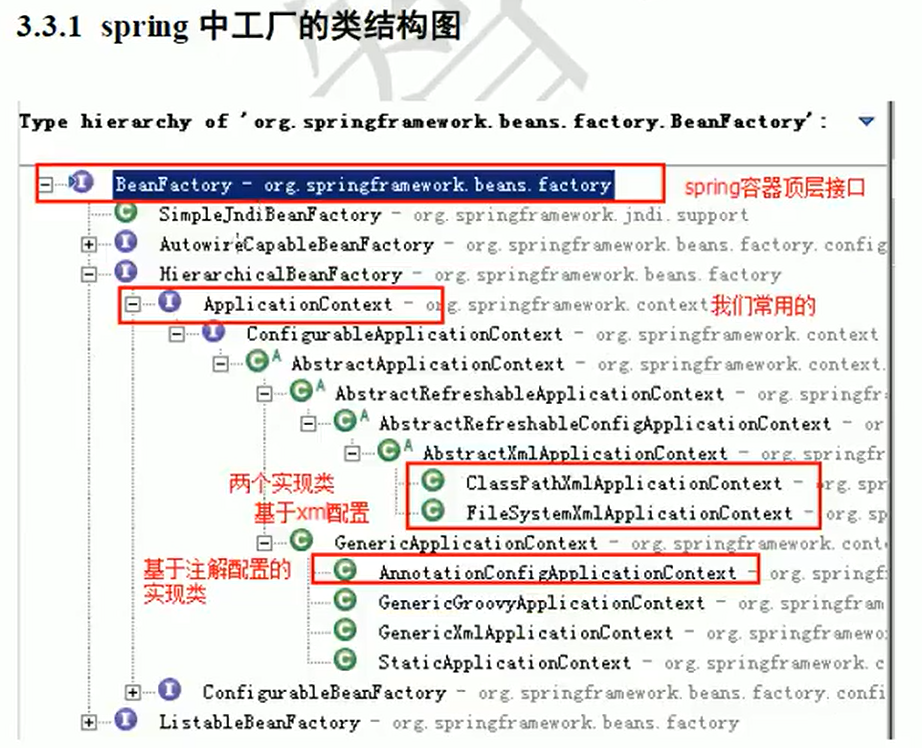 3.3.1 spring 中工厂的类结构图
Type hierarchy of 'org.springframework.beans.factory.BeanFactory':
BeanFactory - org.springframework.beans.factory
spring容器顶层接口
SimpleJndiBeanFactory - org.springframework.jndi.support
AutowireCapableBeanFactory - org.springframework.beans.factory.config
HierarchicalBeanFactory - org.springframework.beans.factory
ApplicationContext - org.springframework.context
我们常用的
ConfigurableApplicationContext - org.springframework.context
AbstractApplicationContext - org.springframework.context.
AbstractRefreshableApplicationContext - org.springfr
AbstractRefreshableConfigApplicationContext - or
AbstractXmlApplicationContext - org.springfr
两个实现类
ClassPathXmlApplicationContext - org.spr
基于xm配置
FileSystemXmlApplicationContext - org.sp
GenericApplicationContext - org.springframework.cont
基于注解配置的
实现类
AnnotationConfigApplicationContext - org.springf
GenericGroovyApplicationContext - org.springfram
GenericXmlApplicationContext - org.springframewo
StaticApplicationContext - org.springframework.c
ConfigurableBeanFactory - org.springframework.beans.factory.confi
ListableBeanFactory - org.springframework.beans.factory